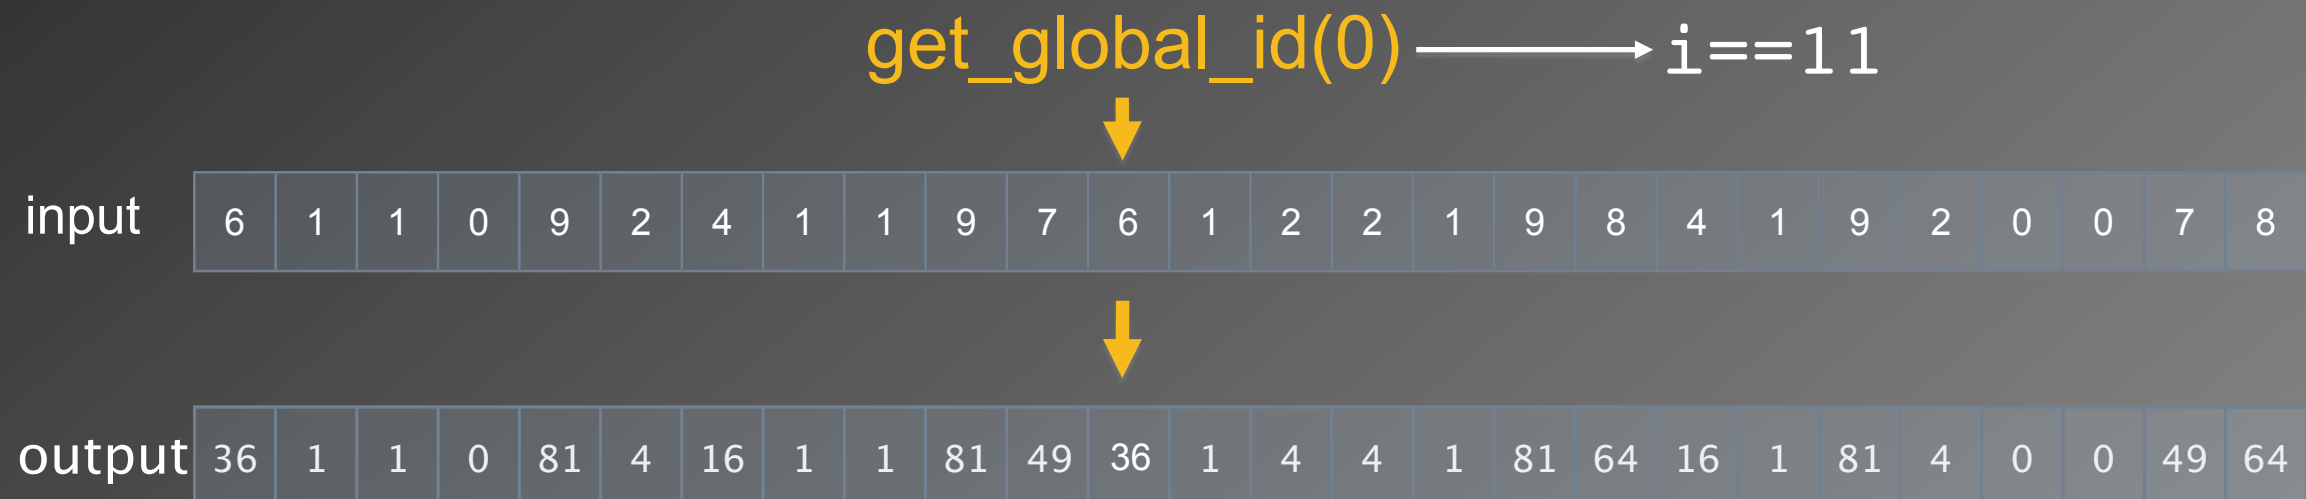 get_global_id(0) i==11
input 6 1 1 0 9 2 4 1 1 9 7 6 1 2 2 1 9 8 4 1 9 2 0 0 7 8
output 36 1 1 0 81 4 16 1 1 81 49 36 1 4 4 1 81 64 16 1 81 4 0 0 49 64